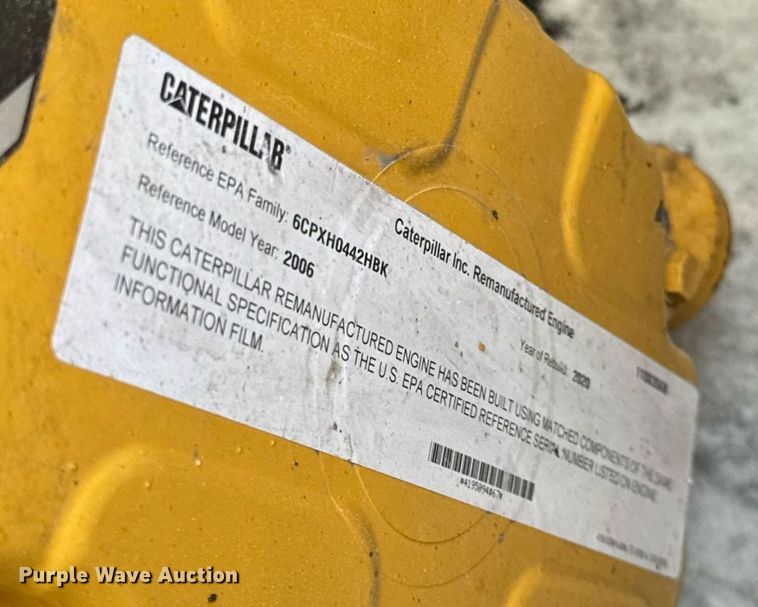 CATERPILLAR®
Caterpillar Inc. Remanufactured Engine
Reference EPA Family: 6CPXH0442HBK
Reference Model Year: 2006
Year of Rebuild: 2020
THIS CATERPILLAR REMANUFACTURED ENGINE HAS BEEN BUILT USING MATCHED COMPONENTS OF THE SAME
FUNCTIONAL SPECIFICATION AS THE U.S. EPA CERTIFIED REFERENCE SERIAL NUMBER LISTED ON ENGINE
INFORMATION FILM.
Purple Wave Auction